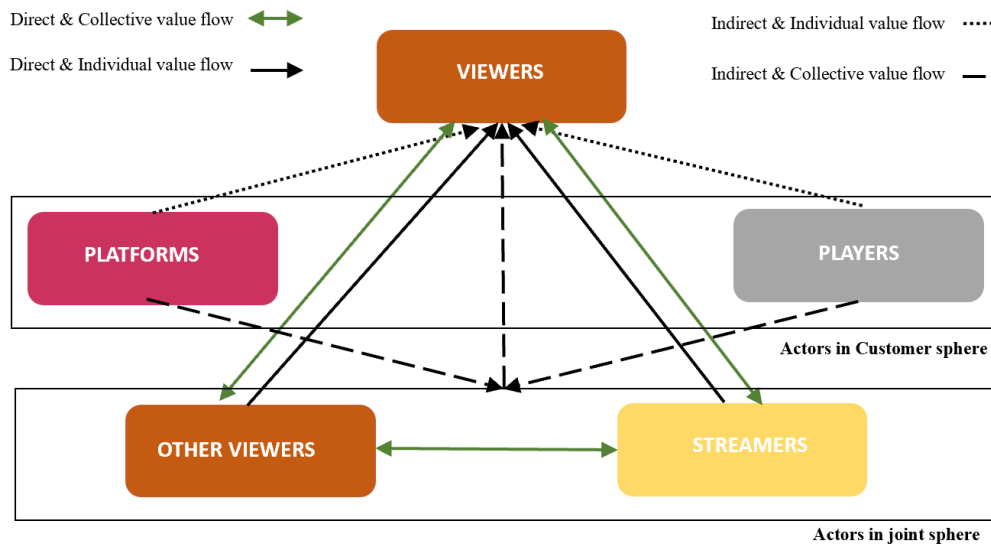 Direct & Collective value flow
Indirect & Individual value flow
Direct & Individual value flow
Indirect & Collective value flow
VIEWERS
PLATFORMS
PLAYERS
Actors in Customer sphere
OTHER VIEWERS
STREAMERS
Actors in joint sphere